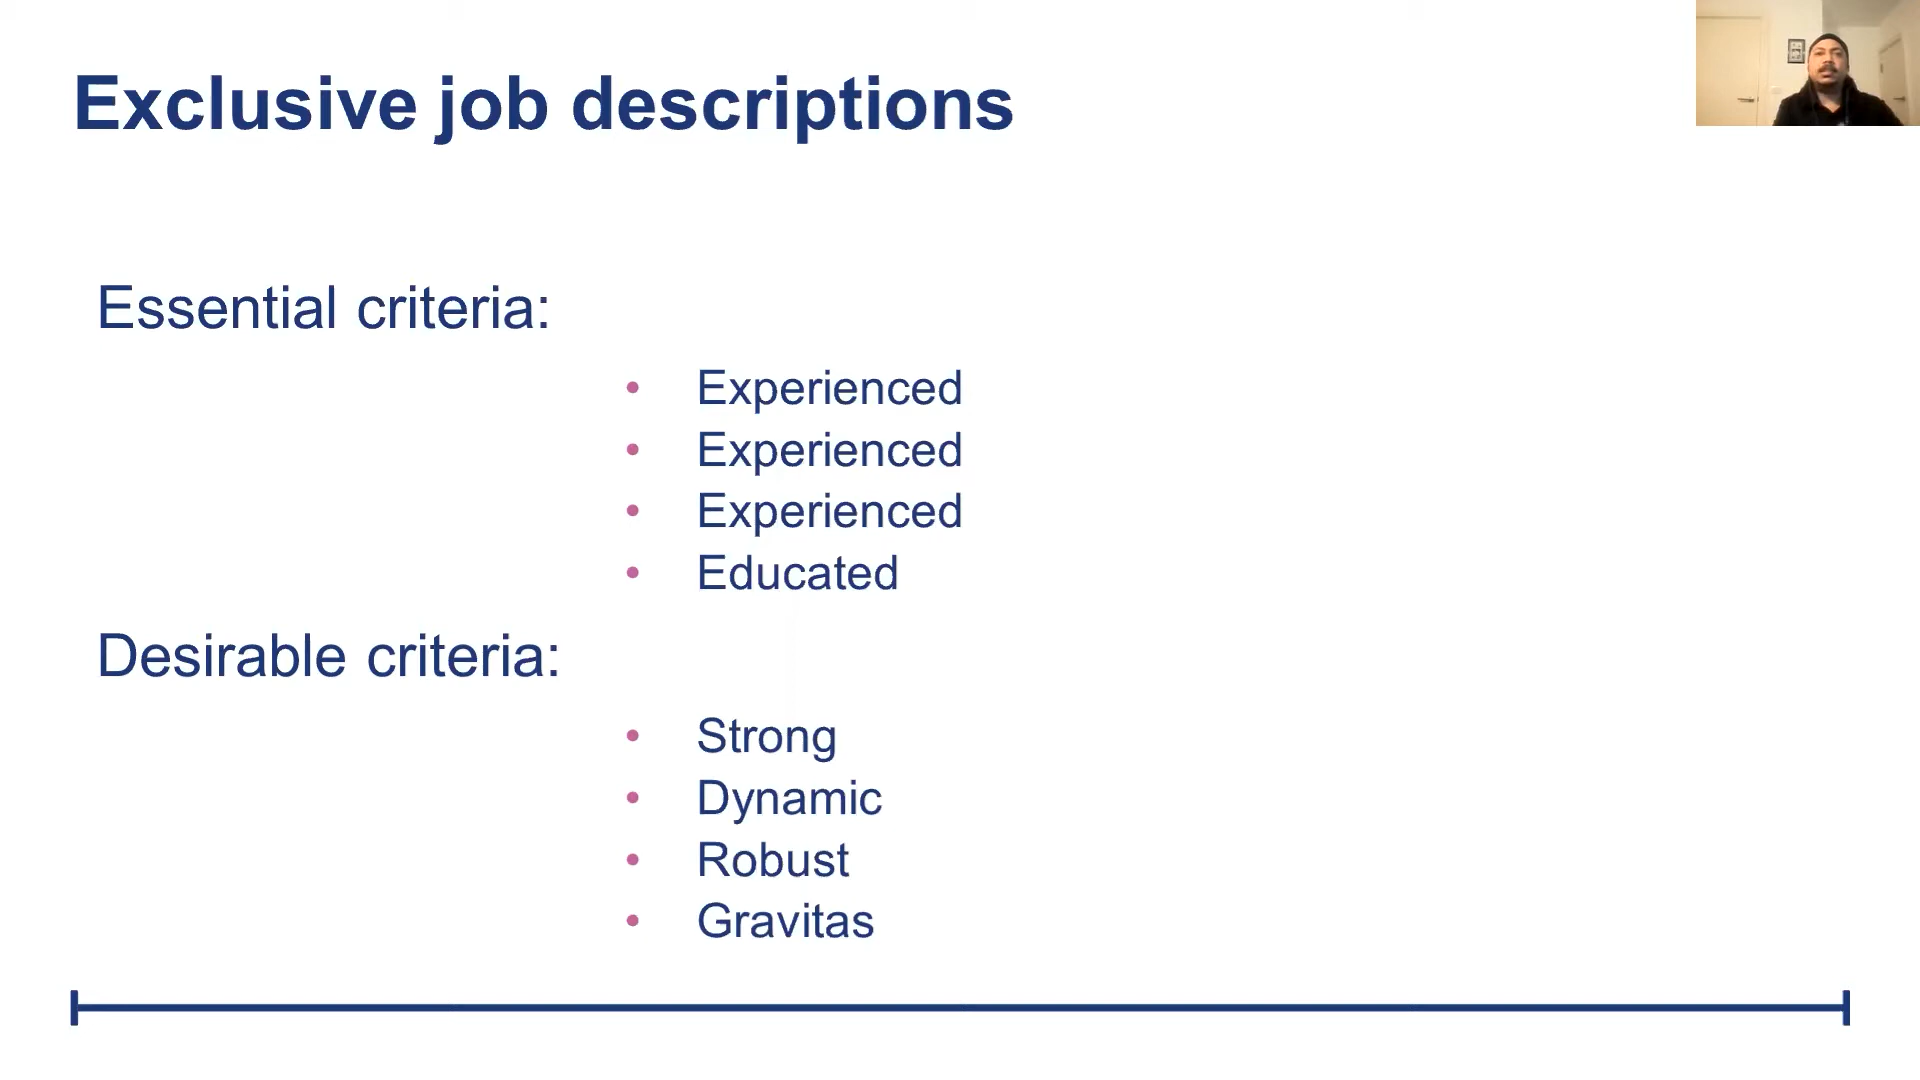 Exclusive job descriptions
Essential criteria:
• Experienced
• Experienced
• Experienced
• Educated
Desirable criteria:
• Strong
• Dynamic
• Robust
• Gravitas